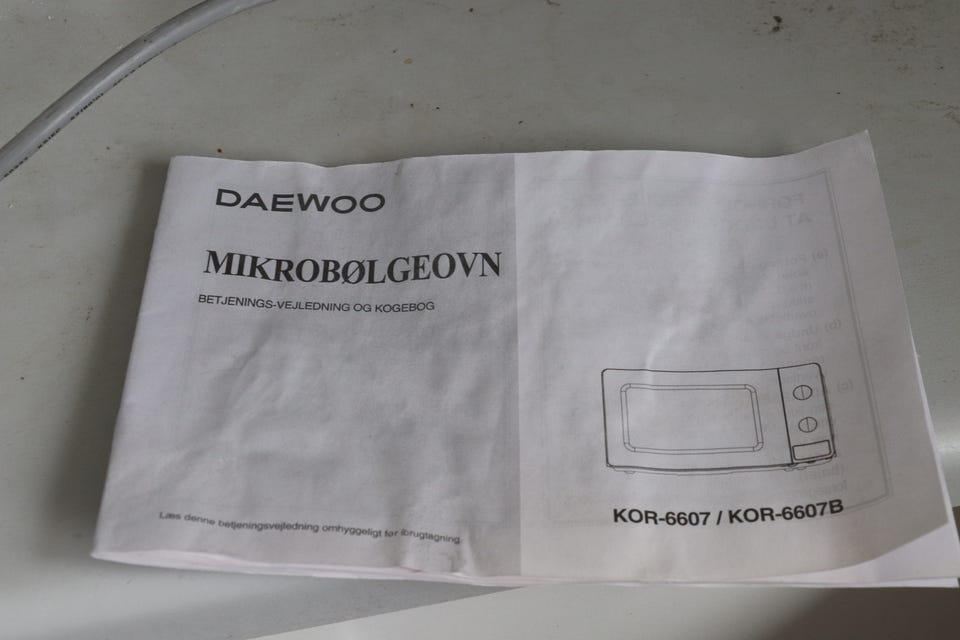 DAEWOO
MIKROBØLGEOVN
BETJENINGS-VEJLEDNING OG KOGEBOG
KOR-6607 / KOR-6607B
Læs denne betjeningsvejledning omhyggeligt før ibrugtagning.